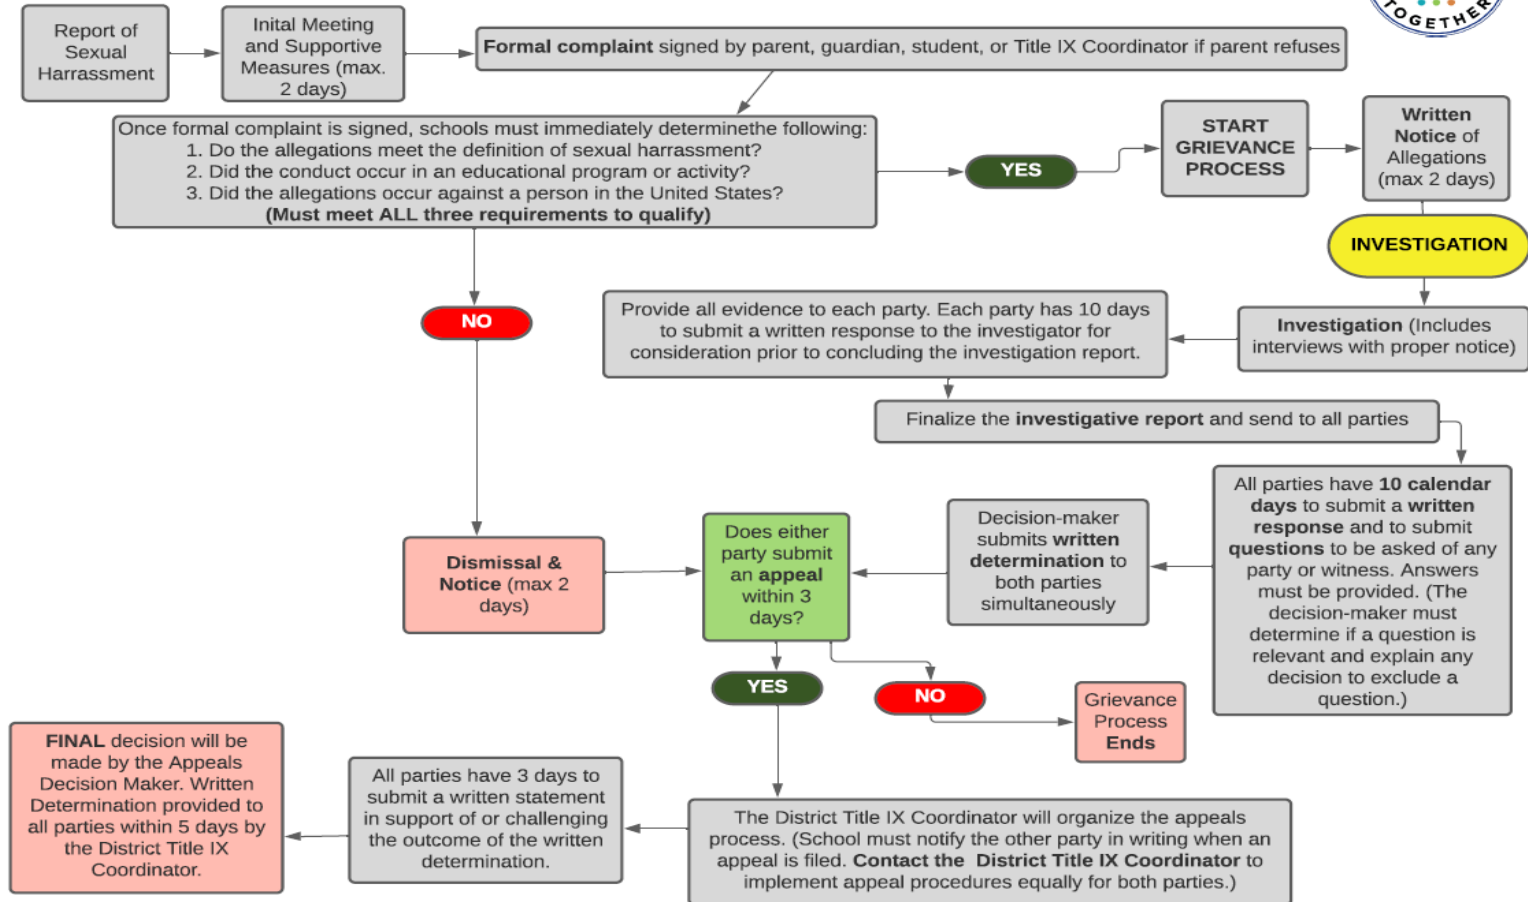 TOGETHER
Report of
Sexual
Harrassment
Inital Meeting
and Supportive
Measures (max.
2 days)
Formal complaint signed by parent, guardian, student, or Title IX Coordinator if parent refuses
Once formal complaint is signed, schools must immediately determinethe following:
1. Do the allegations meet the definition of sexual harrassment?
2. Did the conduct occur in an educational program or activity?
3. Did the allegations occur against a person in the United States?
(Must meet ALL three requirements to qualify)
YES
START
GRIEVANCE
PROCESS
Written
Notice of
Allegations
(max 2 days)
INVESTIGATION
NO
Provide all evidence to each party. Each party has 10 days
to submit a written response to the investigator for
consideration prior to concluding the investigation report.
Investigation (Includes
interviews with proper notice)
Finalize the investigative report and send to all parties
All parties have 10 calendar
days to submit a written
response and to submit
questions to be asked of any
party or witness. Answers
must be provided. (The
decision-maker must
determine if a question is
relevant and explain any
decision to exclude a
question.)
Decision-maker
submits written
determination to
both parties
simultaneously
Does either
party submit
an appeal
within 3
days?
Dismissal &
Notice (max 2
days)
YES
NO
Grievance
Process
Ends
The District Title IX Coordinator will organize the appeals
process. (School must notify the other party in writing when an
appeal is filed. Contact the District Title IX Coordinator to
implement appeal procedures equally for both parties.)
All parties have 3 days to
submit a written statement
in support of or challenging
the outcome of the written
determination.
FINAL decision will be
made by the Appeals
Decision Maker. Written
Determination provided to
all parties within 5 days by
the District Title IX
Coordinator.